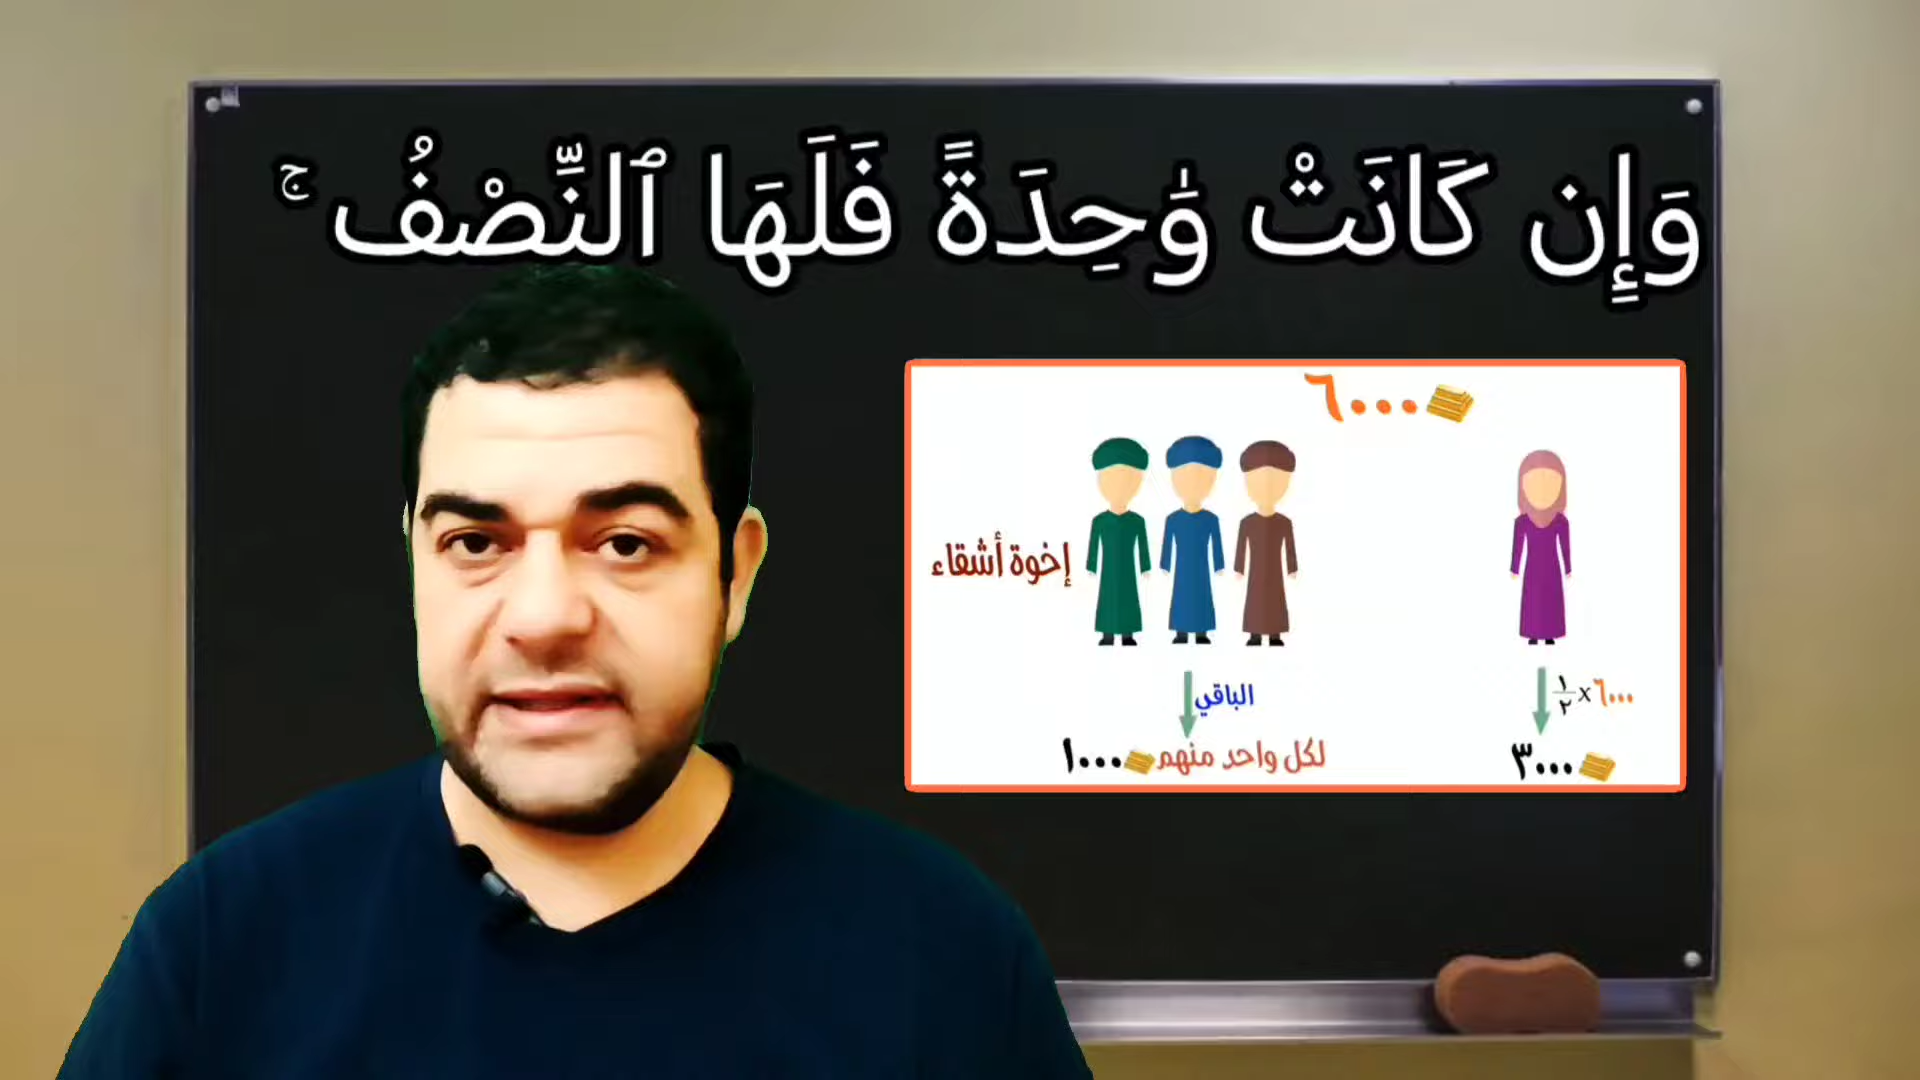 وَإِن كَانَتْ وَٰحِدَةً فَلَهَا ٱلنِّصْفُ ۚ
٦٠٠٠
إخوة أشقاء
١/٢ x ٦٠٠٠
الباقي
٣٠٠٠
لكل واحد منهم ١٠٠٠